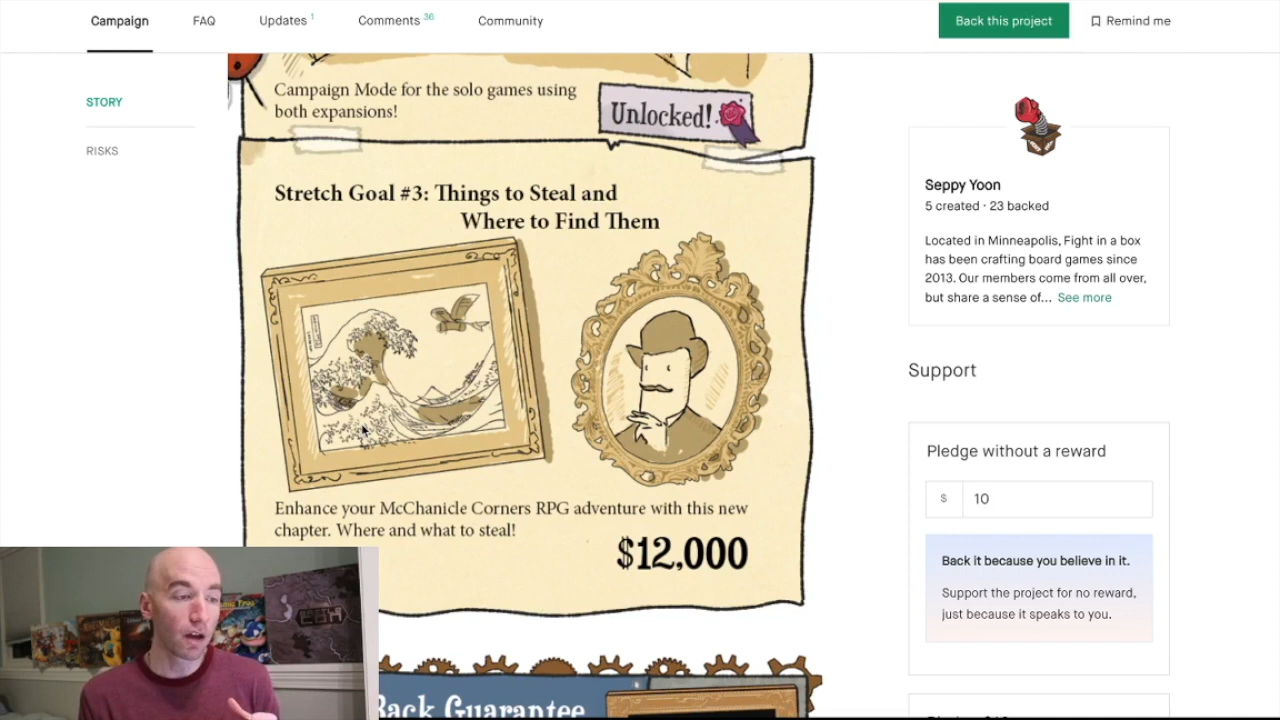 Campaign
FAQ
Updates 1
Comments 36
Community
Back this project
Remind me
STORY
RISKS
Campaign Mode for the solo games using
both expansions!
Unlocked!
Stretch Goal #3: Things to Steal and
Where to Find Them
Enhance your McChanicle Corners RPG adventure with this new
chapter. Where and what to steal!
$12,000
Back Guarantee
Seppy Yoon
5 created · 23 backed
Located in Minneapolis, Fight in a box
has been crafting board games since
2013. Our members come from all over,
but share a sense of... See more
Support
Pledge without a reward
$ 10
Back it because you believe in it.
Support the project for no reward,
just because it speaks to you.